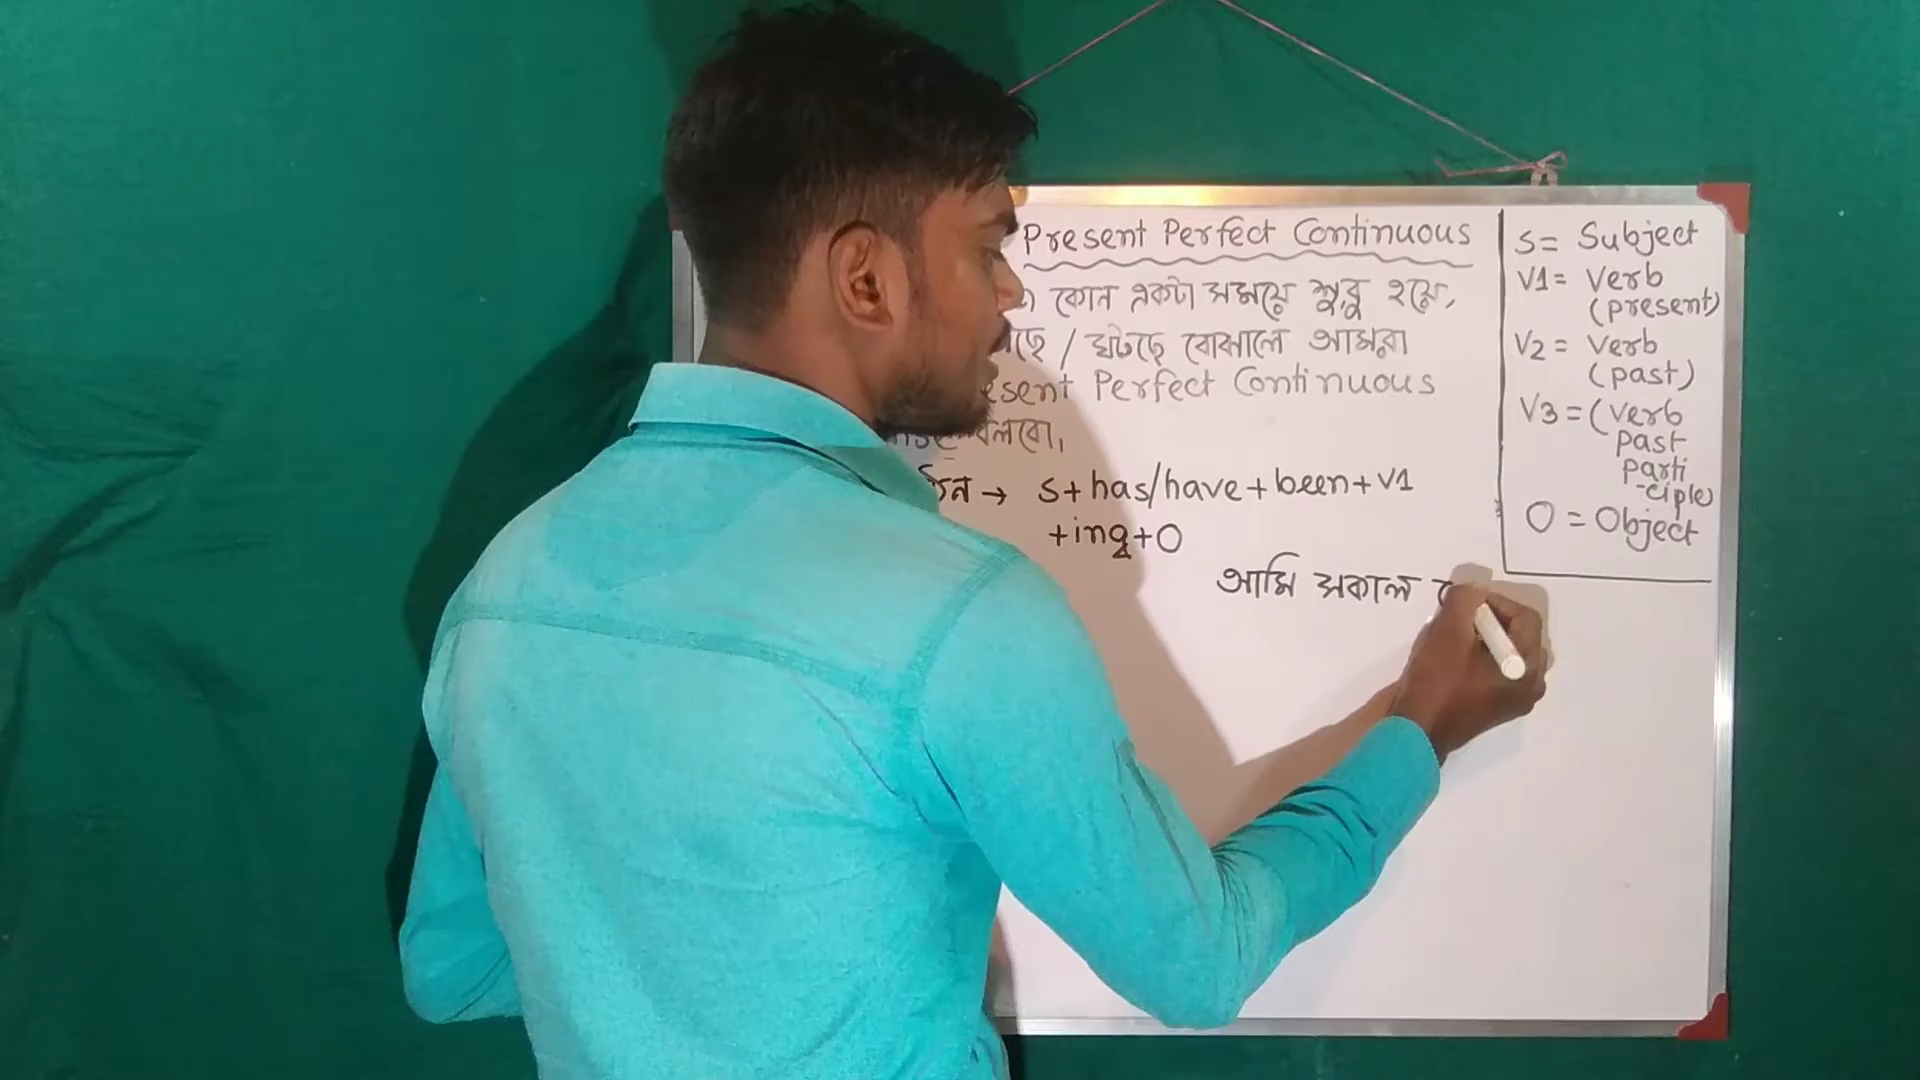 Present Perfect Continuous
কোন একটা সময়ে শুরু হয়ে,
/ ঘটছে বোঝালে আমরা
esent Perfect Continuous
বলবো,
→ S+has/have+been+V1
+ing+O
আমি সকাল
S= Subject
V1= Verb
(present)
V2= Verb
(past)
V3=(Verb
past
parti
-ciple)
O=Object